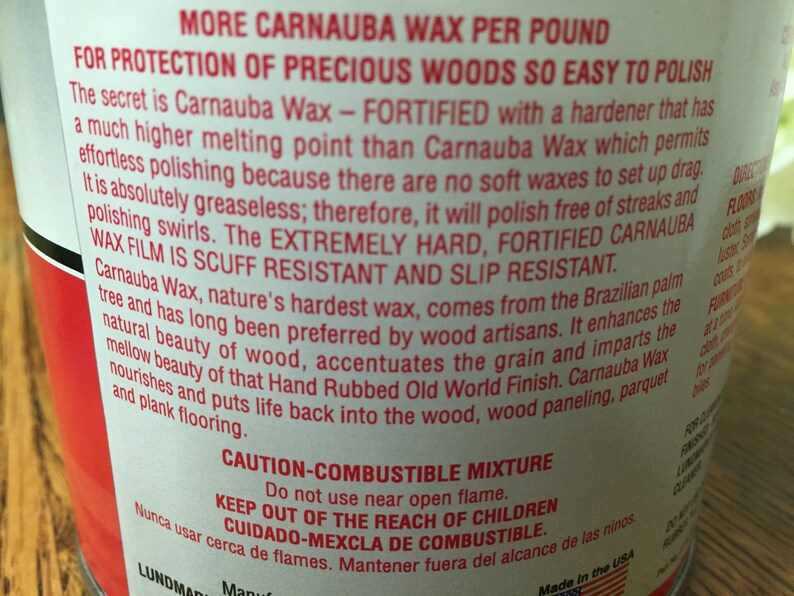 MORE CARNAUBA WAX PER POUND
FOR PROTECTION OF PRECIOUS WOODS SO EASY TO POLISH
The secret is Carnauba Wax – FORTIFIED with a hardener that has
a much higher melting point than Carnauba Wax which permits
effortless polishing because there are no soft waxes to set up drag.
It is absolutely greaseless; therefore, it will polish free of streaks and
polishing swirls. The EXTREMELY HARD, FORTIFIED CARNAUBA
WAX FILM IS SCUFF RESISTANT AND SLIP RESISTANT.
Carnauba Wax, nature's hardest wax, comes from the Brazilian palm
tree and has long been preferred by wood artisans. It enhances the
natural beauty of wood, accentuates the grain and imparts the
mellow beauty of that Hand Rubbed Old World Finish. Carnauba Wax
nourishes and puts life back into the wood, wood paneling, parquet
and plank flooring.
CAUTION-COMBUSTIBLE MIXTURE
Do not use near open flame.
KEEP OUT OF THE REACH OF CHILDREN
CUIDADO-MEXCLA DE COMBUSTIBLE.
Nunca usar cerca de flames. Mantener fuera del alcance de las ninos.
Made in the USA